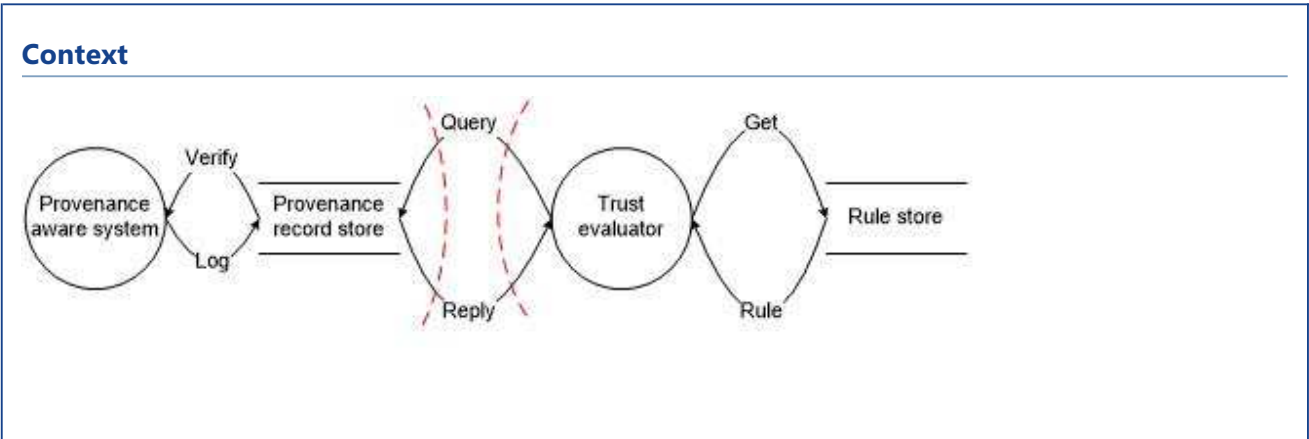 Context
Query
Get
Verify
Provenance
aware system
Provenance
record store
Trust
evaluator
Rule store
Log
Reply
Rule